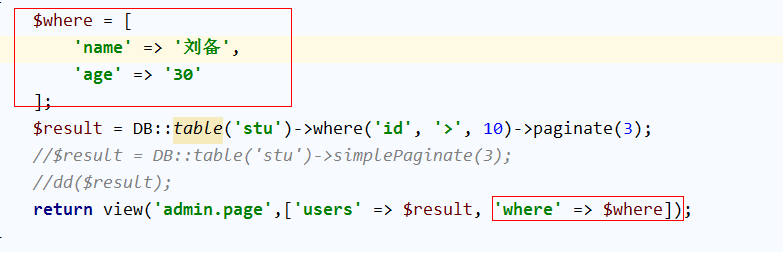 $where = [
'name' => '刘备',
'age' => '30'
];
$result = DB::table('stu')->where('id', '>', 10)->paginate(3);
//$result = DB::table('stu')->simplePaginate(3);
//dd($result);
return view('admin.page',['users' => $result, 'where' => $where]);